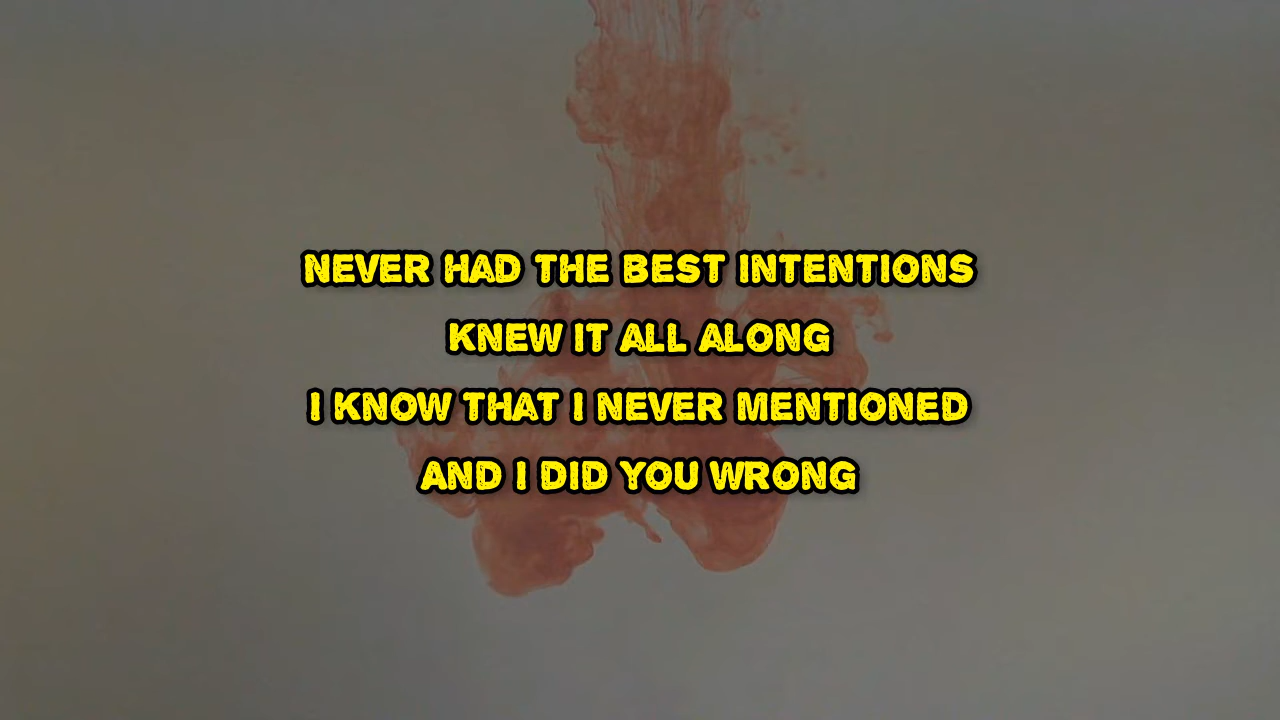 NEVER HAD THE BEST INTENTIONS
KNEW IT ALL ALONG
I KNOW THAT I NEVER MENTIONED
AND I DID YOU WRONG